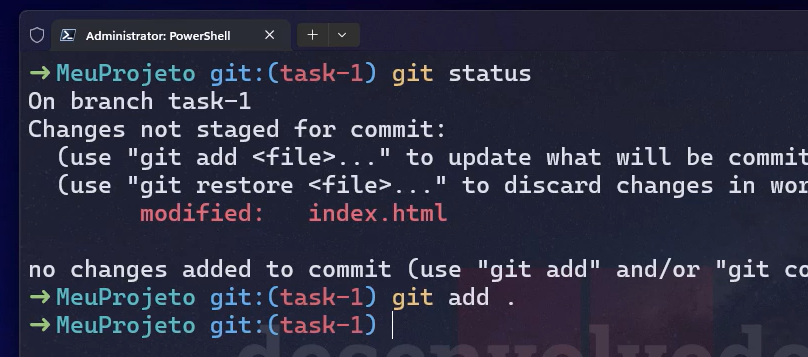 Administrator: PowerShell
➜ MeuProjeto git:(task-1) git status
On branch task-1
Changes not staged for commit:
(use "git add <file>..." to update what will be commit
(use "git restore <file>..." to discard changes in wor
modified: index.html
no changes added to commit (use "git add" and/or "git co
➜ MeuProjeto git:(task-1) git add .
➜ MeuProjeto git:(task-1)